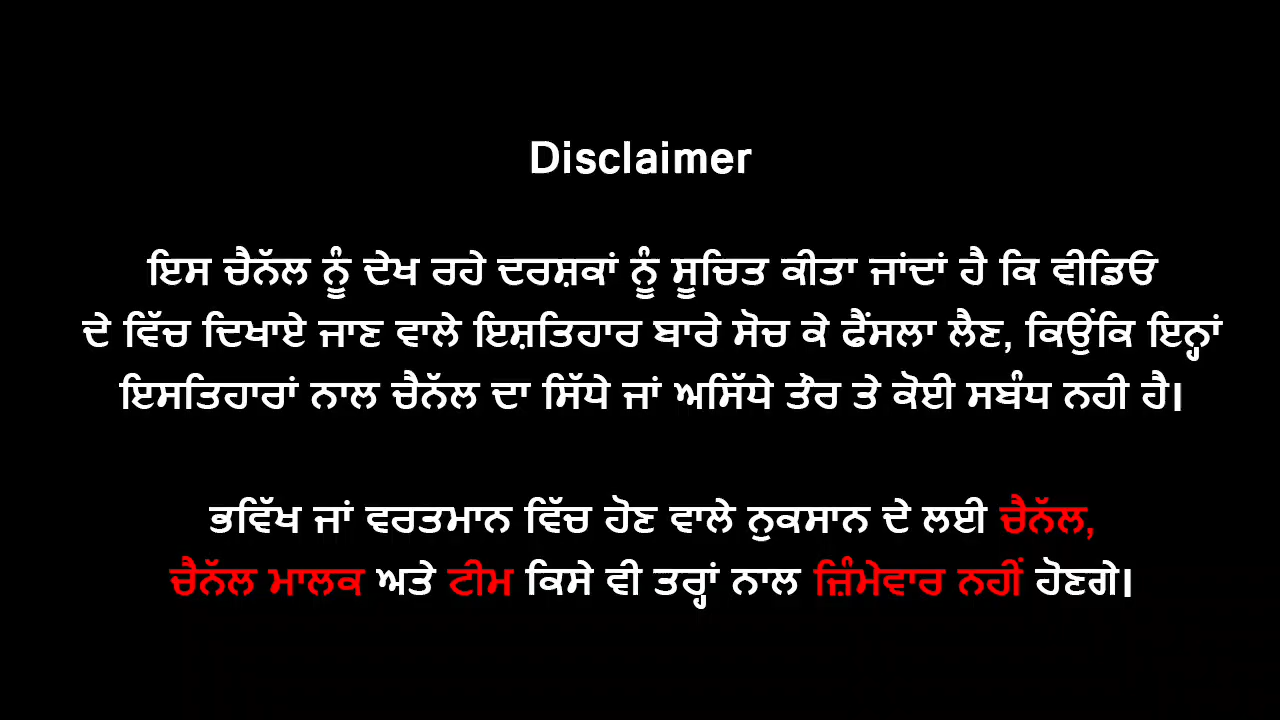 Disclaimer
ਇਸ ਚੈਨੱਲ ਨੂੰ ਦੇਖ ਰਹੇ ਦਰਸ਼ਕਾਂ ਨੂੰ ਸੂਚਿਤ ਕੀਤਾ ਜਾਂਦਾਂ ਹੈ ਕਿ ਵੀਡਿਓ
ਦੇ ਵਿੱਚ ਦਿਖਾਏ ਜਾਣ ਵਾਲੇ ਇਸ਼ਤਿਹਾਰ ਬਾਰੇ ਸੋਚ ਕੇ ਫੈਂਸਲਾ ਲੈਣ, ਕਿਉਂਕਿ ਇਨ੍ਹਾਂ
ਇਸਤਿਹਾਰਾਂ ਨਾਲ ਚੈਨੱਲ ਦਾ ਸਿੱਧੇ ਜਾਂ ਅਸਿੱਧੇ ਤੌਰ ਤੇ ਕੋਈ ਸਬੰਧ ਨਹੀ ਹੈ।
ਭਵਿੱਖ ਜਾਂ ਵਰਤਮਾਨ ਵਿੱਚ ਹੋਣ ਵਾਲੇ ਨੁਕਸਾਨ ਦੇ ਲਈ ਚੈਨੱਲ,
ਚੈਨੱਲ ਮਾਲਕ ਅਤੇ ਟੀਮ ਕਿਸੇ ਵੀ ਤਰ੍ਹਾਂ ਨਾਲ ਜ਼ਿੰਮੇਵਾਰ ਨਹੀਂ ਹੋਣਗੇ।